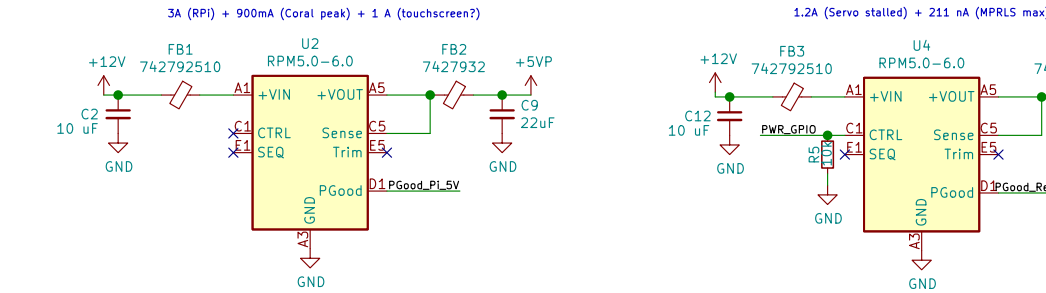 3A (RPi) + 900mA (Coral peak) + 1 A (touchscreen?)
U2
RPM5.0-6.0
+12V
FB1
742792510
FB2
7427932
+5VP
A1
+VIN
+VOUT
A5
C2
10 uF
C9
22uF
C1
CTRL
Sense
C5
E1
SEQ
Trim
E5
GND
GND
PGood
D1
PGood_Pi_5V
GND
A3
GND
1.2A (Servo stalled) + 211 nA (MPRLS max)
U4
RPM5.0-6.0
+12V
FB3
742792510
74
A1
+VIN
+VOUT
A5
C12
10 uF
PWR_GPIO
C1
CTRL
Sense
C5
R5
10k
E1
SEQ
Trim
E5
GND
PGood
D1
PGood_Re
GND
GND
A3
GND